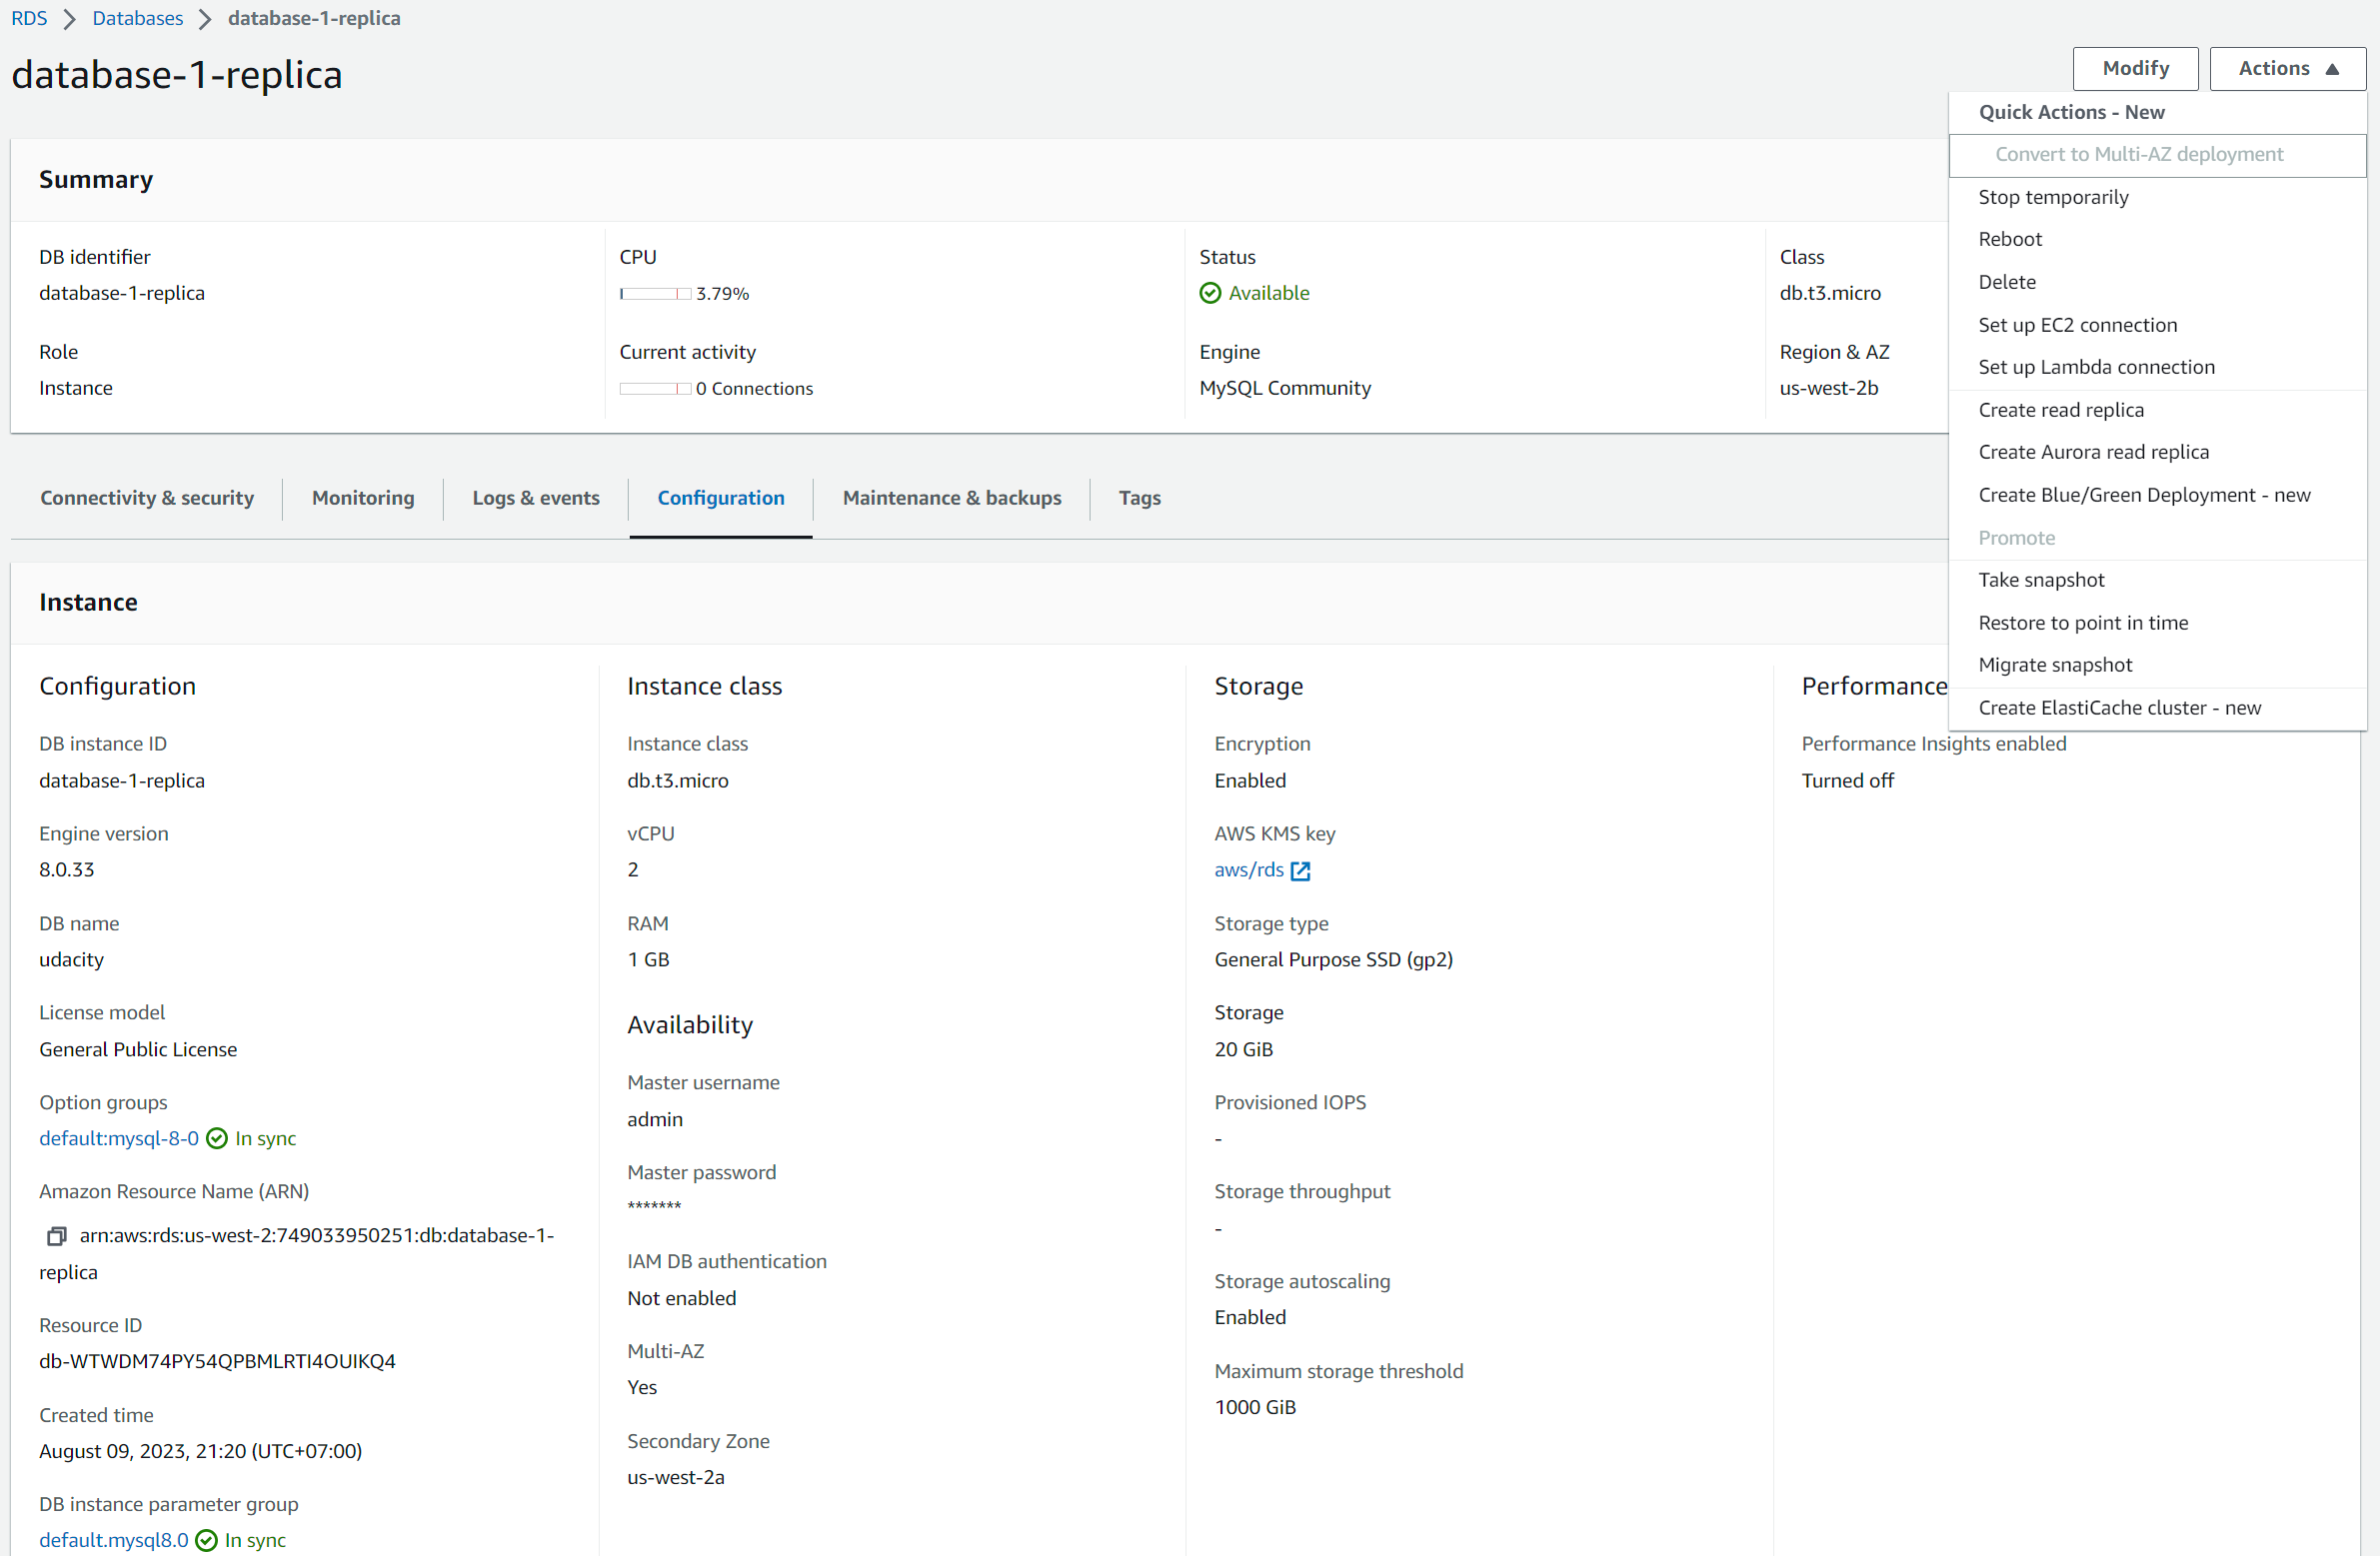 RDS > Databases > database-1-replica
database-1-replica
Modify
Actions
Quick Actions - New
Convert to Multi-AZ deployment
Stop temporarily
Reboot
Delete
Set up EC2 connection
Set up Lambda connection
Create read replica
Create Aurora read replica
Create Blue/Green Deployment - new
Promote
Take snapshot
Restore to point in time
Migrate snapshot
Create ElastiCache cluster - new
Summary
DB identifier
database-1-replica
CPU
3.79%
Status
Available
Class
db.t3.micro
Role
Instance
Current activity
0 Connections
Engine
MySQL Community
Region & AZ
us-west-2b
Connectivity & security
Monitoring
Logs & events
Configuration
Maintenance & backups
Tags
Instance
Configuration
DB instance ID
database-1-replica
Engine version
8.0.33
DB name
udacity
License model
General Public License
Option groups
default:mysql-8-0 In sync
Amazon Resource Name (ARN)
arn:aws:rds:us-west-2:749033950251:db:database-1-
replica
Resource ID
db-WTWDM74PY54QPBMLRTI4OUIKQ4
Created time
August 09, 2023, 21:20 (UTC+07:00)
DB instance parameter group
default.mysql8.0 In sync
Instance class
Instance class
db.t3.micro
vCPU
2
RAM
1 GB
Availability
Master username
admin
Master password
*******
IAM DB authentication
Not enabled
Multi-AZ
Yes
Secondary Zone
us-west-2a
Storage
Encryption
Enabled
AWS KMS key
aws/rds
Storage type
General Purpose SSD (gp2)
Storage
20 GiB
Provisioned IOPS
-
Storage throughput
-
Storage autoscaling
Enabled
Maximum storage threshold
1000 GiB
Performance
Performance Insights enabled
Turned off